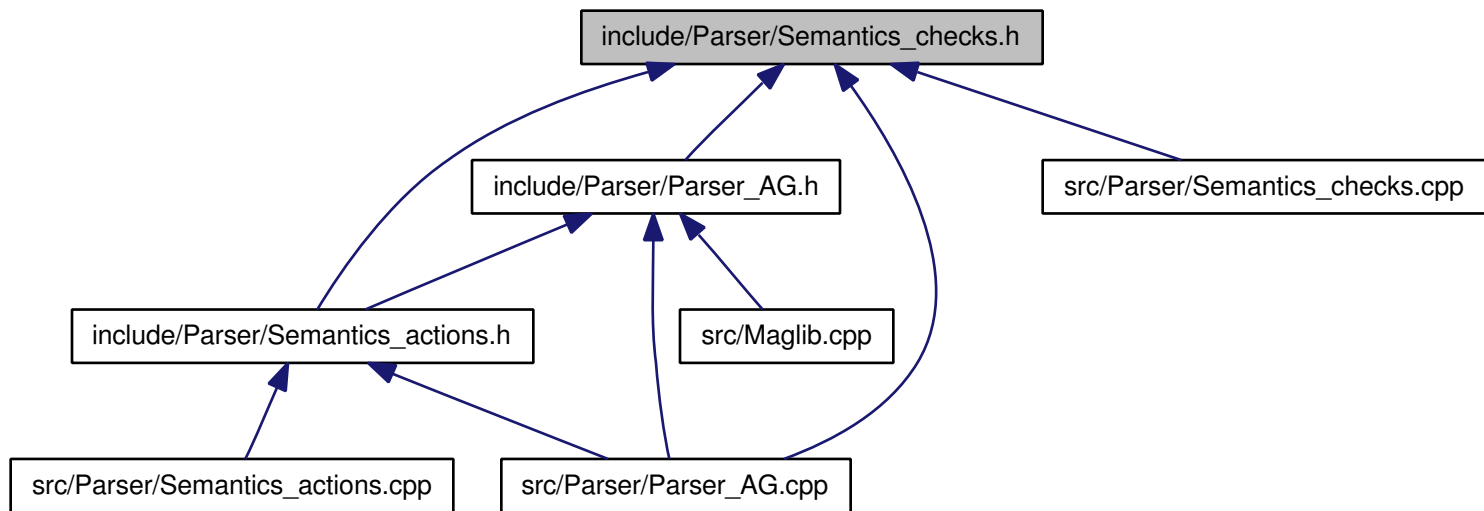 include/Parser/Semantics_checks.h
include/Parser/Parser_AG.h
src/Parser/Semantics_checks.cpp
include/Parser/Semantics_actions.h
src/Maglib.cpp
src/Parser/Semantics_actions.cpp
src/Parser/Parser_AG.cpp